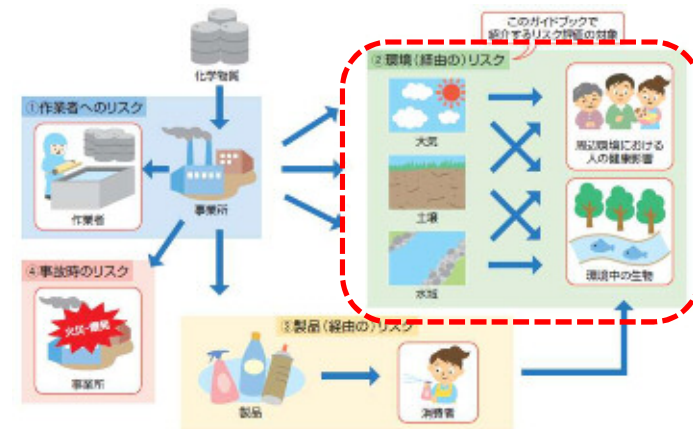 このガイドブックで
紹介するリスク評価の対象
化学物質
②環境(経由の)リスク
①作業者へのリスク
大気
周辺環境における
人の健康影響
作業者
事業所
土壌
④事故時のリスク
水域
環境中の生物
火災・爆発
③製品(経由の)リスク
事業所
製品
消費者